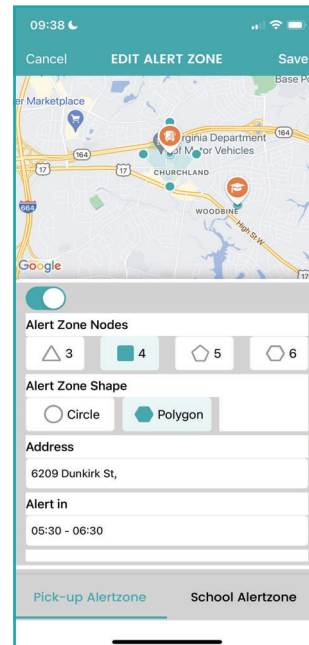 09:38
Cancel EDIT ALERT ZONE Save
Base
er Marketplace
rginia Department
of Motor Vehicles
164
164
17
17
CHURCHLAND
664
WOODBINE
High St W
Google
17
Alert Zone Nodes
3 4 5 6
Alert Zone Shape
Circle Polygon
Address
6209 Dunkirk St,
Alert in
05:30 - 06:30
Pick-up Alertzone School Alertzone